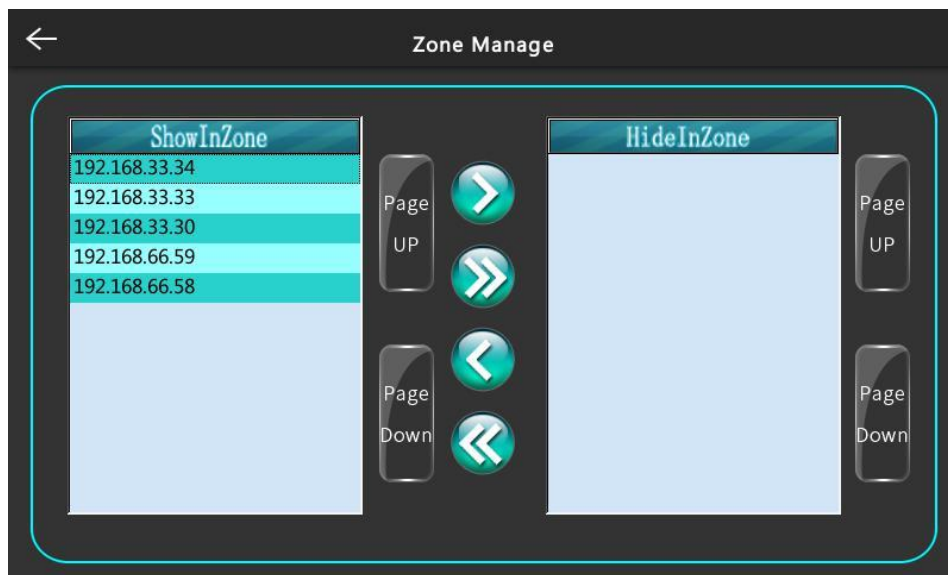 Zone Manage
ShowInZone
192.168.33.34
192.168.33.33
192.168.33.30
192.168.66.59
192.168.66.58
Page
UP
Page
Down
HideInZone
Page
UP
Page
Down